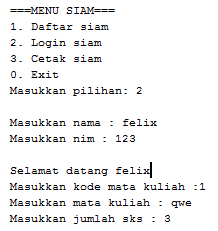 ===MENU SIAM===
1. Daftar siam
2. Login siam
3. Cetak siam
0. Exit
Masukkan pilihan: 2
Masukkan nama : felix
Masukkan nim : 123
Selamat datang felix
Masukkan kode mata kuliah :1
Masukkan mata kuliah : qwe
Masukkan jumlah sks : 3